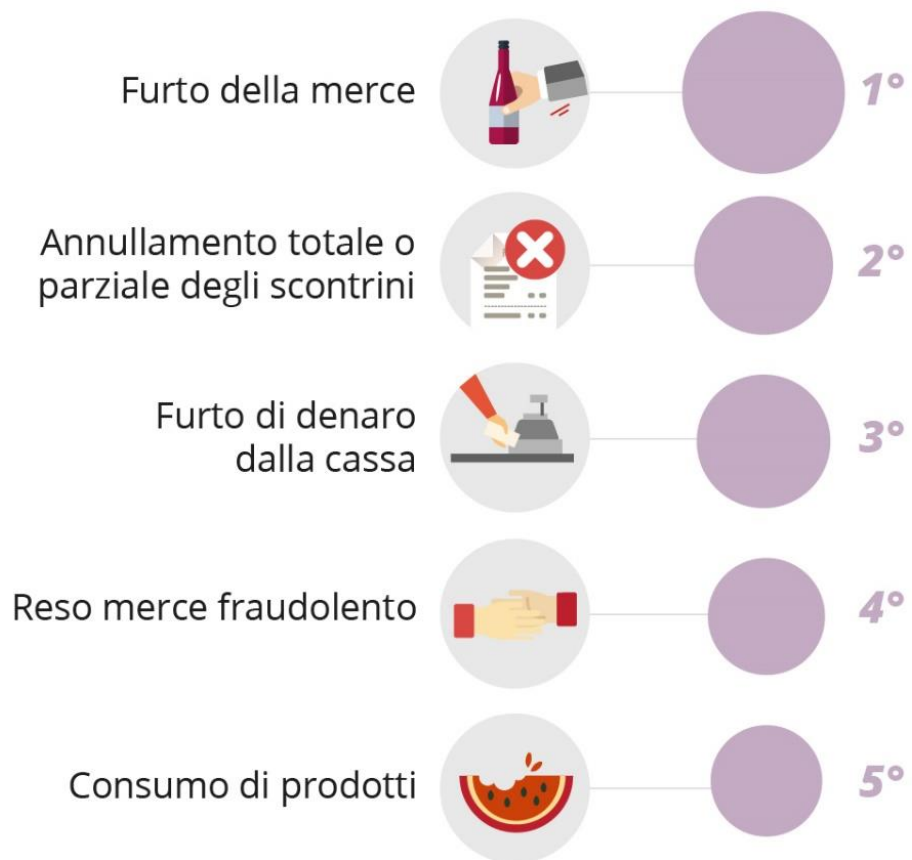 Furto della merce
1°
Annullamento totale o
parziale degli scontrini
2°
Furto di denaro
dalla cassa
3°
Reso merce fraudolento
4°
Consumo di prodotti
5°